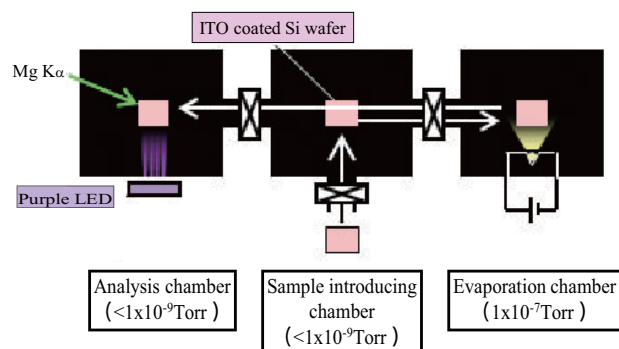 ITO coated Si wafer
Mg Kα
Purple LED
Analysis chamber
(<1x10-9Torr)
Sample introducing
chamber
(<1x10-9Torr)
Evaporation chamber
(1x10-7Torr)